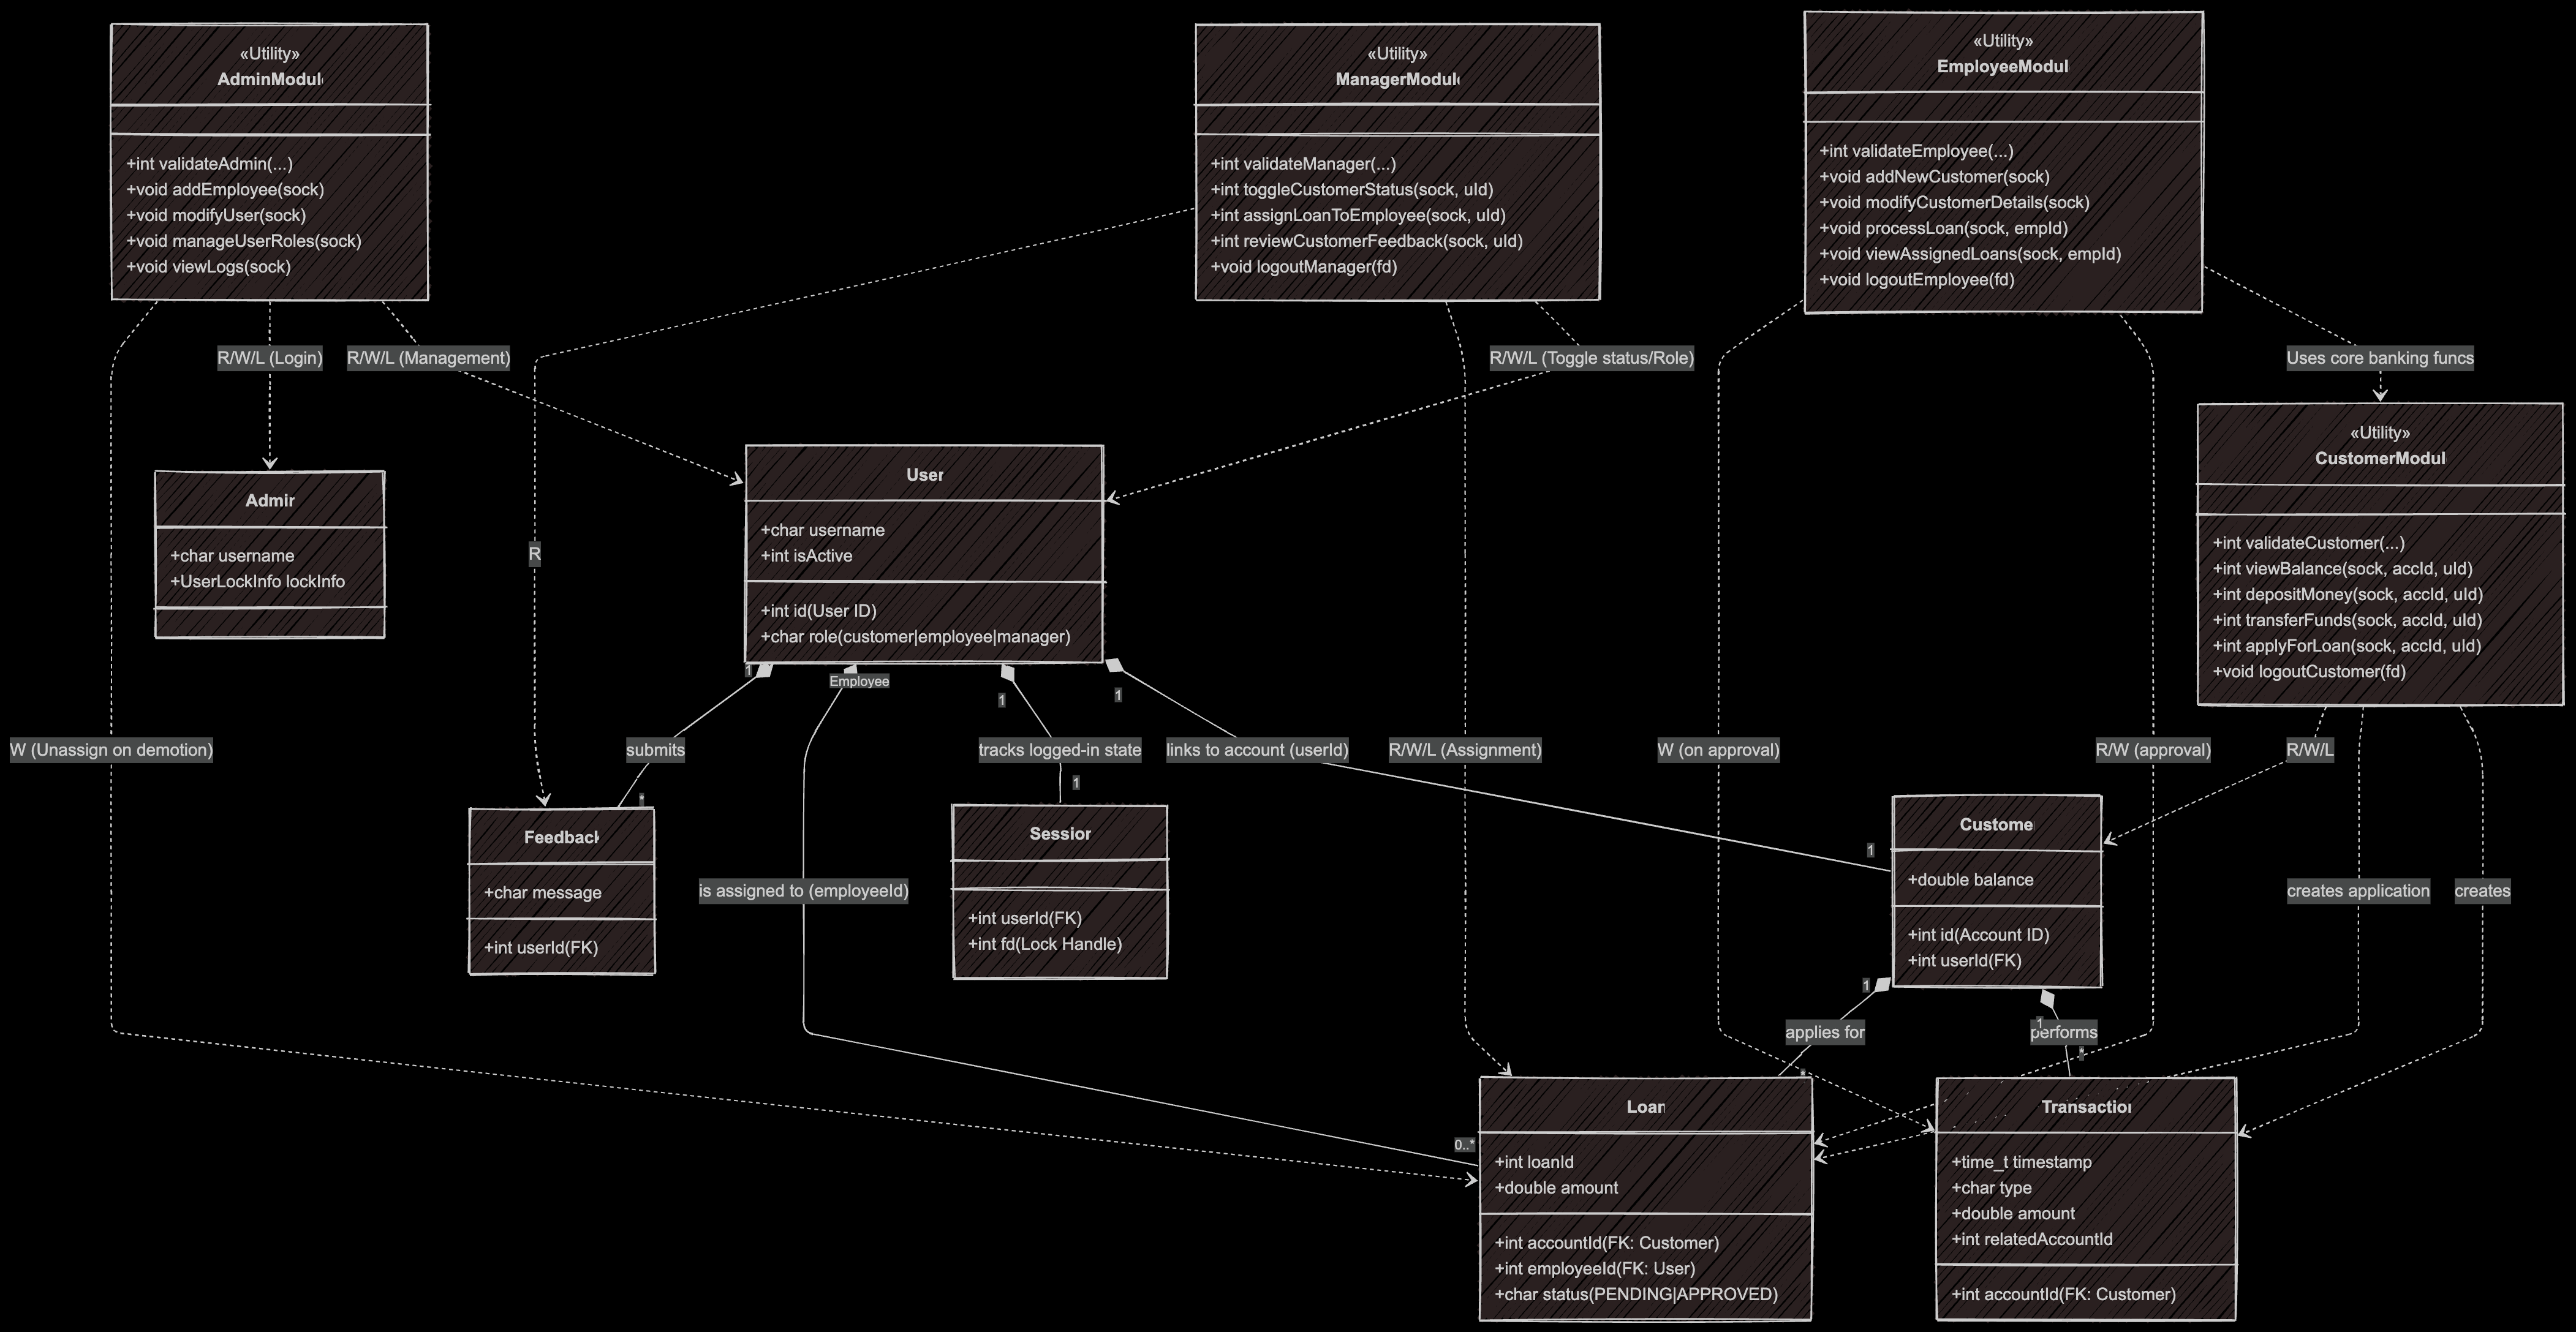 «Utility»
AdminModul
+int validateAdmin(...)
+void addEmployee(sock)
+void modifyUser(sock)
+void manageUserRoles(sock)
+void viewLogs(sock)
«Utility»
ManagerModul
+int validateManager(...)
+int toggleCustomerStatus(sock, uId)
+int assignLoanToEmployee(sock, uId)
+int reviewCustomerFeedback(sock, uId)
+void logoutManager(fd)
«Utility»
EmployeeModul
+int validateEmployee(...)
+void addNewCustomer(sock)
+void modifyCustomerDetails(sock)
+void processLoan(sock, empId)
+void viewAssignedLoans(sock, empId)
+void logoutEmployee(fd)
R/W/L (Login)
R/W/L (Management)
R/W/L (Toggle status/Role)
Uses core banking funcs
«Utility»
CustomerModul
+int validateCustomer(...)
+int viewBalance(sock, accId, uId)
+int depositMoney(sock, accId, uId)
+int transferFunds(sock, accId, uId)
+int applyForLoan(sock, accId, uId)
+void logoutCustomer(fd)
Admin
+char username
+UserLockInfo lockInfo
R
User
+char username
+int isActive
+int id(User ID)
+char role(customer|employee|manager)
1
Employee
1
1
W (Unassign on demotion)
submits
tracks logged-in state
links to account (userId)
R/W/L (Assignment)
W (on approval)
R/W (approval)
R/W/L
*
1
1
Feedback
+char message
+int userId(FK)
is assigned to (employeeId)
Session
+int userId(FK)
+int fd(Lock Handle)
Custome
+double balance
+int id(Account ID)
+int userId(FK)
creates application
creates
1
1
applies for
performs
*
*
0..*
Loan
+int loanId
+double amount
+int accountId(FK: Customer)
+int employeeId(FK: User)
+char status(PENDING|APPROVED)
Transaction
+time_t timestamp
+char type
+double amount
+int relatedAccountId
+int accountId(FK: Customer)